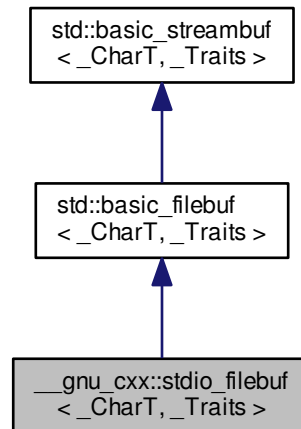 std::basic_streambuf
< _CharT, _Traits >
std::basic_filebuf
< _CharT, _Traits >
__gnu_cxx::stdio_filebuf
< _CharT, _Traits >